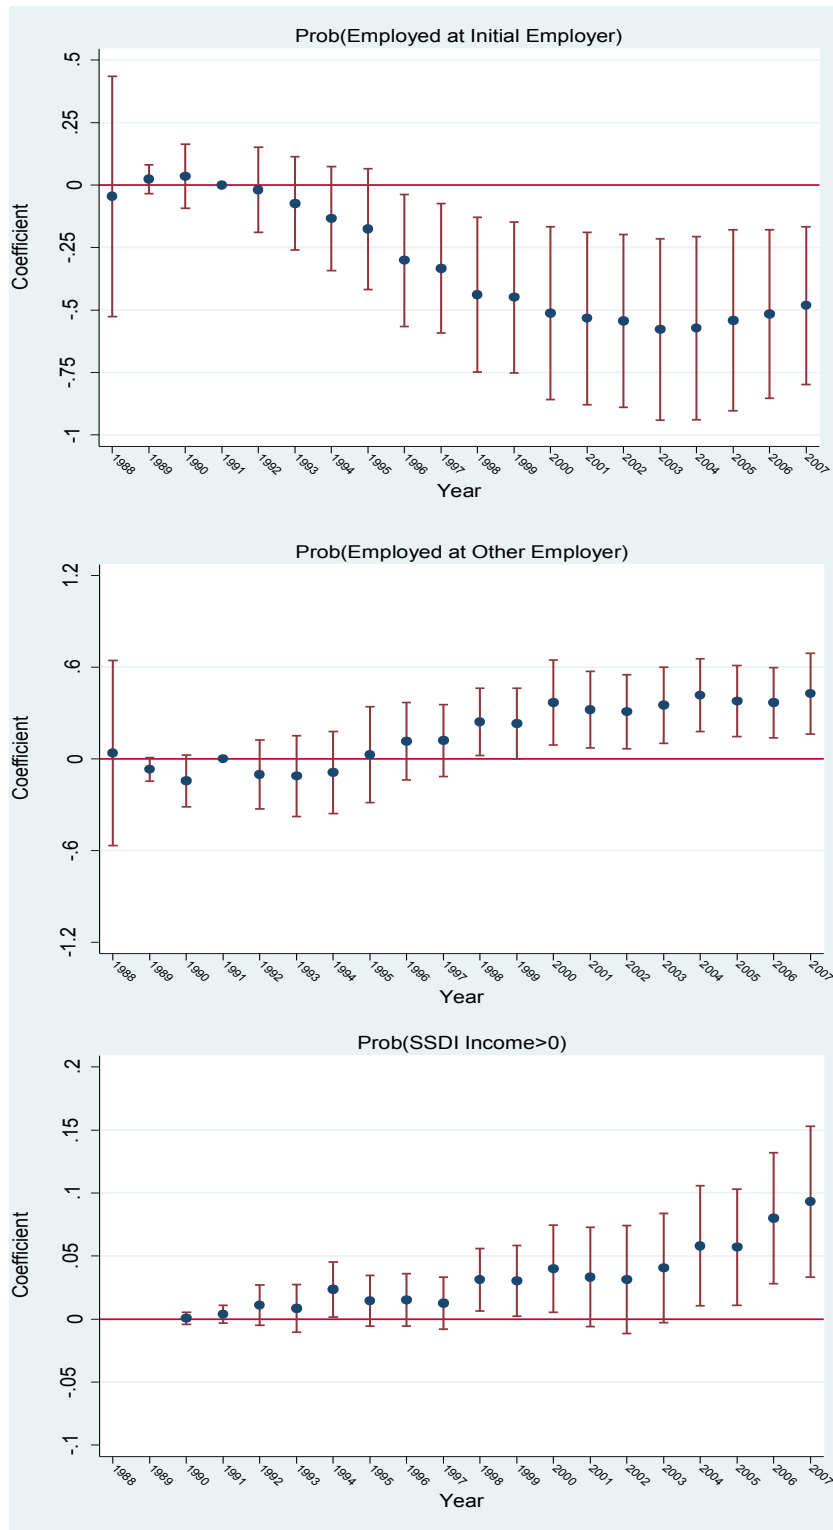 Prob(Employed at Initial Employer)
.5
.25
0
-.25
-.5
-.75
-1
Coefficient
1988 1989 1990 1991 1992 1993 1994 1995 1996 1997 1998 1999 2000 2001 2002 2003 2004 2005 2006 2007
Year
Prob(Employed at Other Employer)
1.2
.6
0
-.6
-1.2
Coefficient
1988 1989 1990 1991 1992 1993 1994 1995 1996 1997 1998 1999 2000 2001 2002 2003 2004 2005 2006 2007
Year
Prob(SSDI Income>0)
.2
.15
.1
.05
0
-.05
-.1
Coefficient
1988 1989 1990 1991 1992 1993 1994 1995 1996 1997 1998 1999 2000 2001 2002 2003 2004 2005 2006 2007
Year